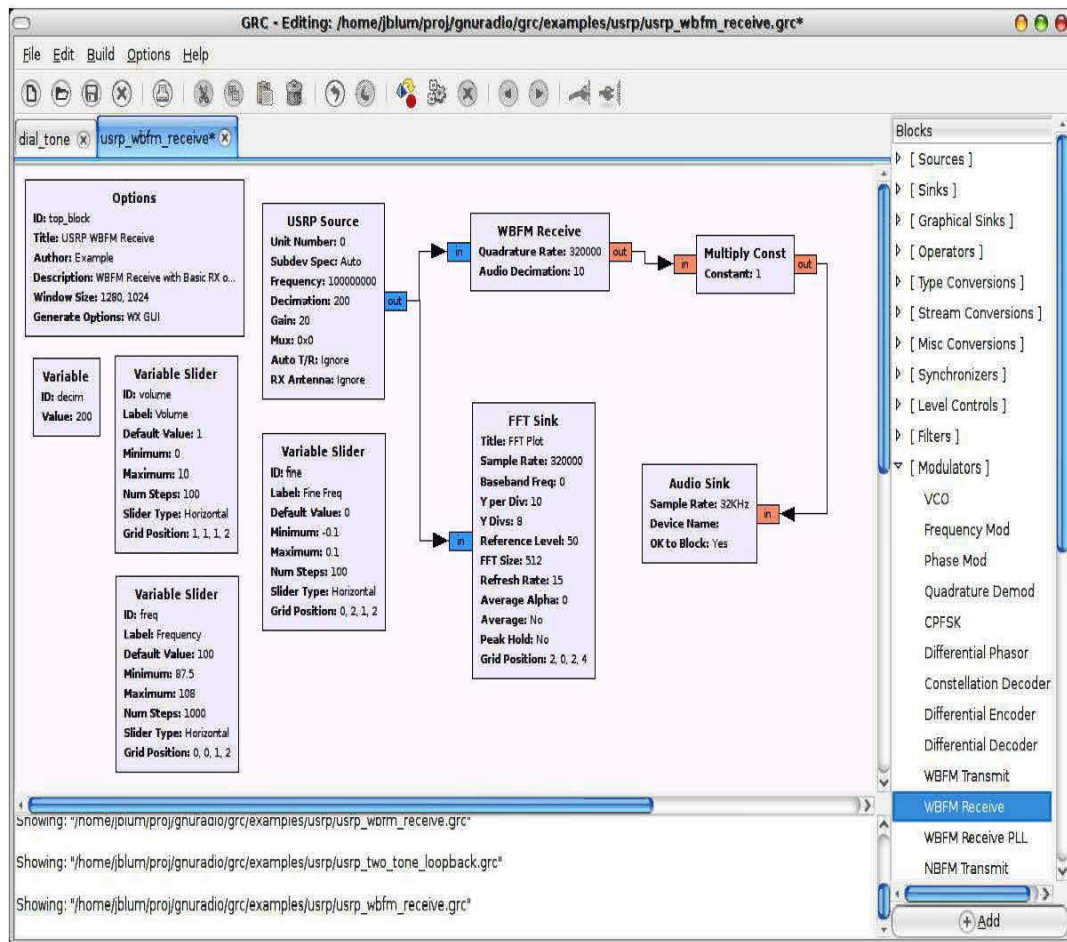 GRC - Editing: /home/jblum/proj/gnuradio/grc/examples/usrp/usrp_wbfm_receive.grc*
File Edit Build Options Help
dial_tone
usrp_wbfm_receive*
Options
ID: top_block
Title: USRP WBFM Receive
Author: Example
Description: WBFM Receive with Basic RX o...
Window Size: 1280, 1024
Generate Options: WX GUI
Variable
ID: decim
Value: 200
Variable Slider
ID: volume
Label: Volume
Default Value: 1
Minimum: 0
Maximum: 10
Num Steps: 100
Slider Type: Horizontal
Grid Position: 1, 1, 1, 2
Variable Slider
ID: freq
Label: Frequency
Default Value: 100
Minimum: 87.5
Maximum: 108
Num Steps: 1000
Slider Type: Horizontal
Grid Position: 0, 0, 1, 2
USRP Source
Unit Number: 0
Subdev Spec: Auto
Frequency: 100000000
Decimation: 200
Gain: 20
Mux: 0x0
Auto T/R: Ignore
RX Antenna: Ignore
out
Variable Slider
ID: fine
Label: Fine Freq
Default Value: 0
Minimum: -0.1
Maximum: 0.1
Num Steps: 100
Slider Type: Horizontal
Grid Position: 0, 2, 1, 2
in
WBFM Receive
Quadrature Rate: 320000
Audio Decimation: 10
out
in
Multiply Const
Constant: 1
out
in
FFT Sink
Title: FFT Plot
Sample Rate: 320000
Baseband Freq: 0
Y per Div: 10
Y Divs: 8
Reference Level: 50
FFT Size: 512
Refresh Rate: 15
Average Alpha: 0
Average: No
Peak Hold: No
Grid Position: 2, 0, 2, 4
Audio Sink
Sample Rate: 32KHz
Device Name:
OK to Block: Yes
in
Blocks
[ Sources ]
[ Sinks ]
[ Graphical Sinks ]
[ Operators ]
[ Type Conversions ]
[ Stream Conversions ]
[ Misc Conversions ]
[ Synchronizers ]
[ Level Controls ]
[ Filters ]
[ Modulators ]
VCO
Frequency Mod
Phase Mod
Quadrature Demod
CPFSK
Differential Phasor
Constellation Decoder
Differential Encoder
Differential Decoder
WBFM Transmit
WBFM Receive
WBFM Receive PLL
NBFM Transmit
Add
Showing: "/home/jblum/proj/gnuradio/grc/examples/usrp/usrp_wbfm_receive.grc"
Showing: "/home/jblum/proj/gnuradio/grc/examples/usrp/usrp_two_tone_loopback.grc"
Showing: "/home/jblum/proj/gnuradio/grc/examples/usrp/usrp_wbfm_receive.grc"